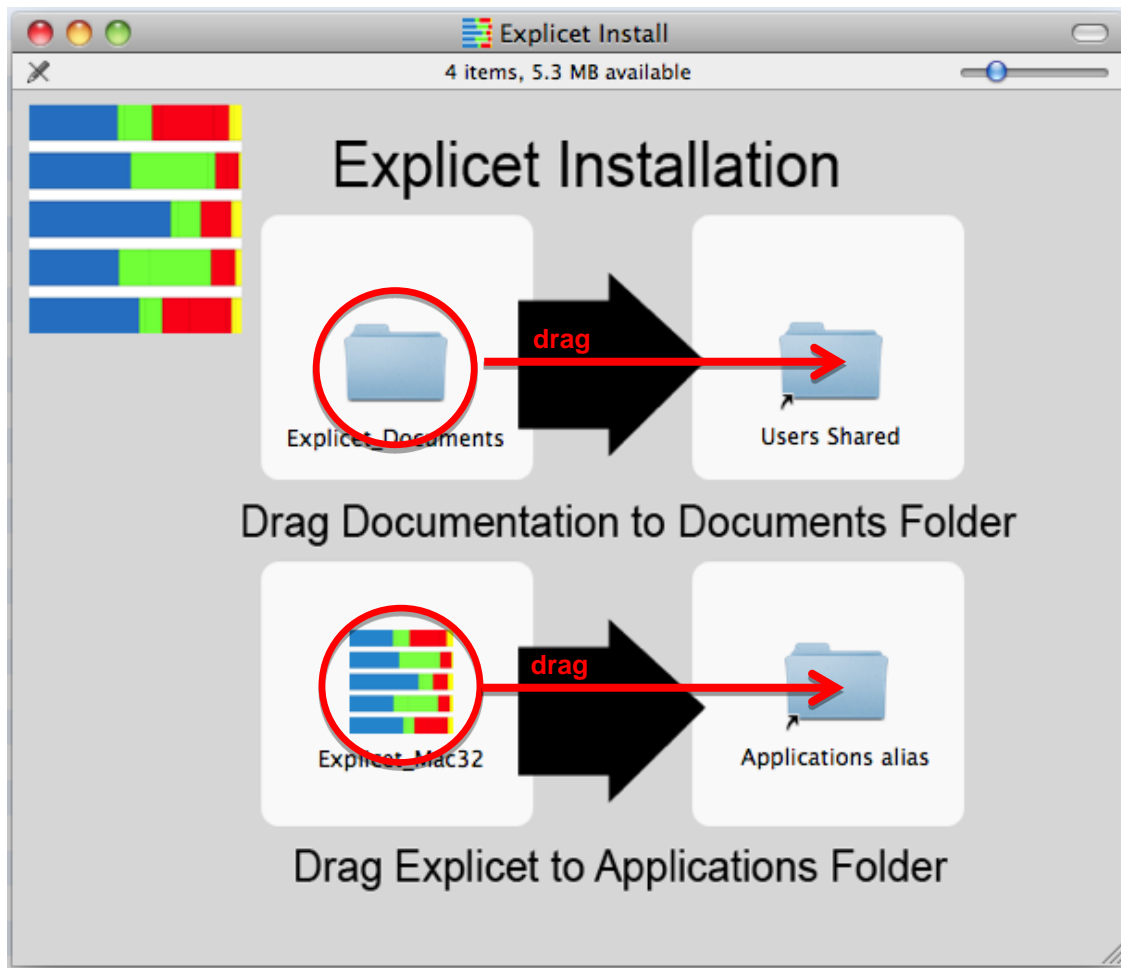 Explicet Install
4 items, 5.3 MB available
Explicet Installation
drag
Explicet_Documents
Users Shared
Drag Documentation to Documents Folder
drag
Explicet_Mac32
Applications alias
Drag Explicet to Applications Folder